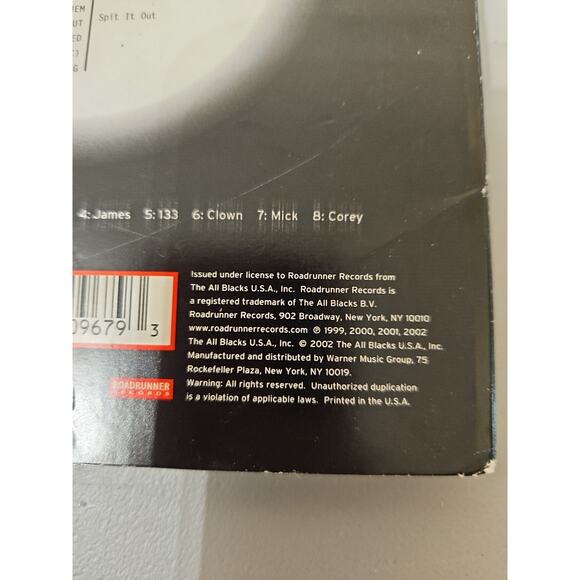 EM
UT Spit It Out
ED
C)
G
4: James 5: 133 6: Clown 7: Mick 8: Corey
Issued under license to Roadrunner Records from
The All Blacks U.S.A., Inc. Roadrunner Records is
a registered trademark of The All Blacks B.V.
Roadrunner Records, 902 Broadway, New York, NY 10010
www.roadrunnerrecords.com ℗ 1999, 2000, 2001, 2002
The All Blacks U.S.A., Inc. © 2002 The All Blacks U.S.A., Inc.
Manufactured and distributed by Warner Music Group, 75
Rockefeller Plaza, New York, NY 10019.
Warning: All rights reserved. Unauthorized duplication
is a violation of applicable laws. Printed in the U.S.A.
09679 3
ROADRUNNER
RECORDS